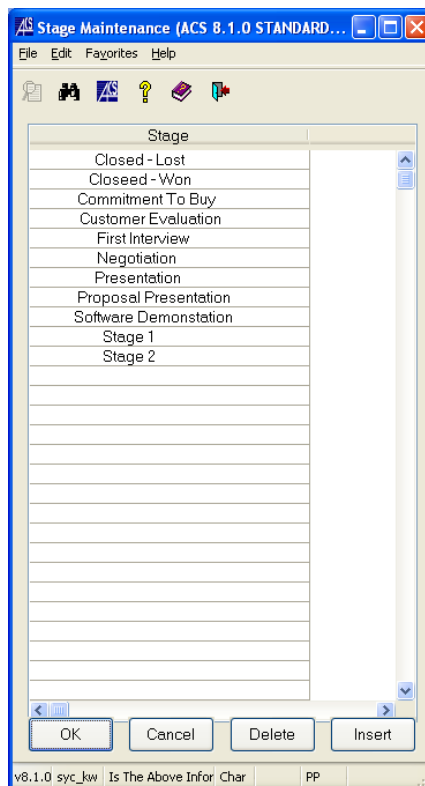 Stage Maintenance (ACS 8.1.0 STANDARD...
File Edit Favorites Help
Stage
Closed - Lost
Closeed - Won
Commitment To Buy
Customer Evaluation
First Interview
Negotiation
Presentation
Proposal Presentation
Software Demonstation
Stage 1
Stage 2
OK Cancel Delete Insert
v8.1.0 syc_kw Is The Above Infor Char PP